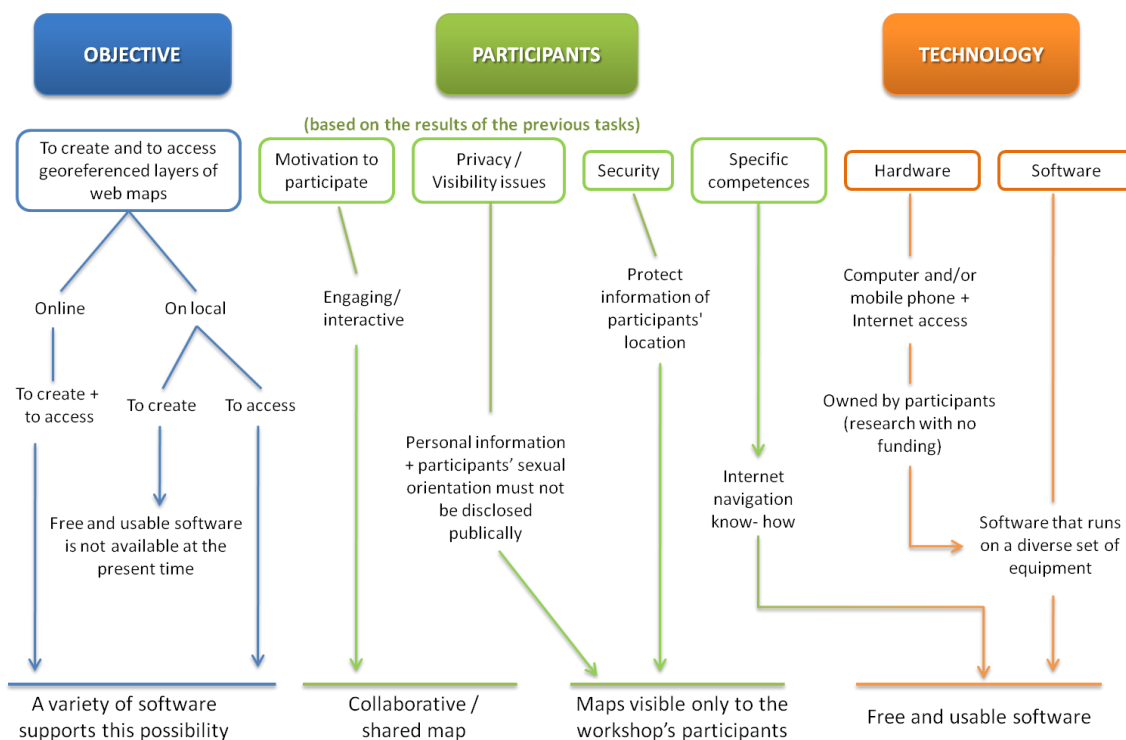 OBJECTIVE
PARTICIPANTS
TECHNOLOGY
(based on the results of the previous tasks)
To create and to access
georeferenced layers of
web maps
Motivation to
participate
Privacy /
Visibility issues
Security
Specific
competences
Hardware
Software
Online
On local
To create +
to access
To create
To access
Free and usable software
is not available at the
present time
Engaging/
interactive
Personal information
+ participants’ sexual
orientation must not
be disclosed
publically
Protect
information of
participants'
location
Internet
navigation
know- how
Computer and/or
mobile phone +
Internet access
Owned by participants
(research with no
funding)
Software that runs
on a diverse set of
equipment
A variety of software
supports this possibility
Collaborative /
shared map
Maps visible only to the
workshop’s participants
Free and usable software